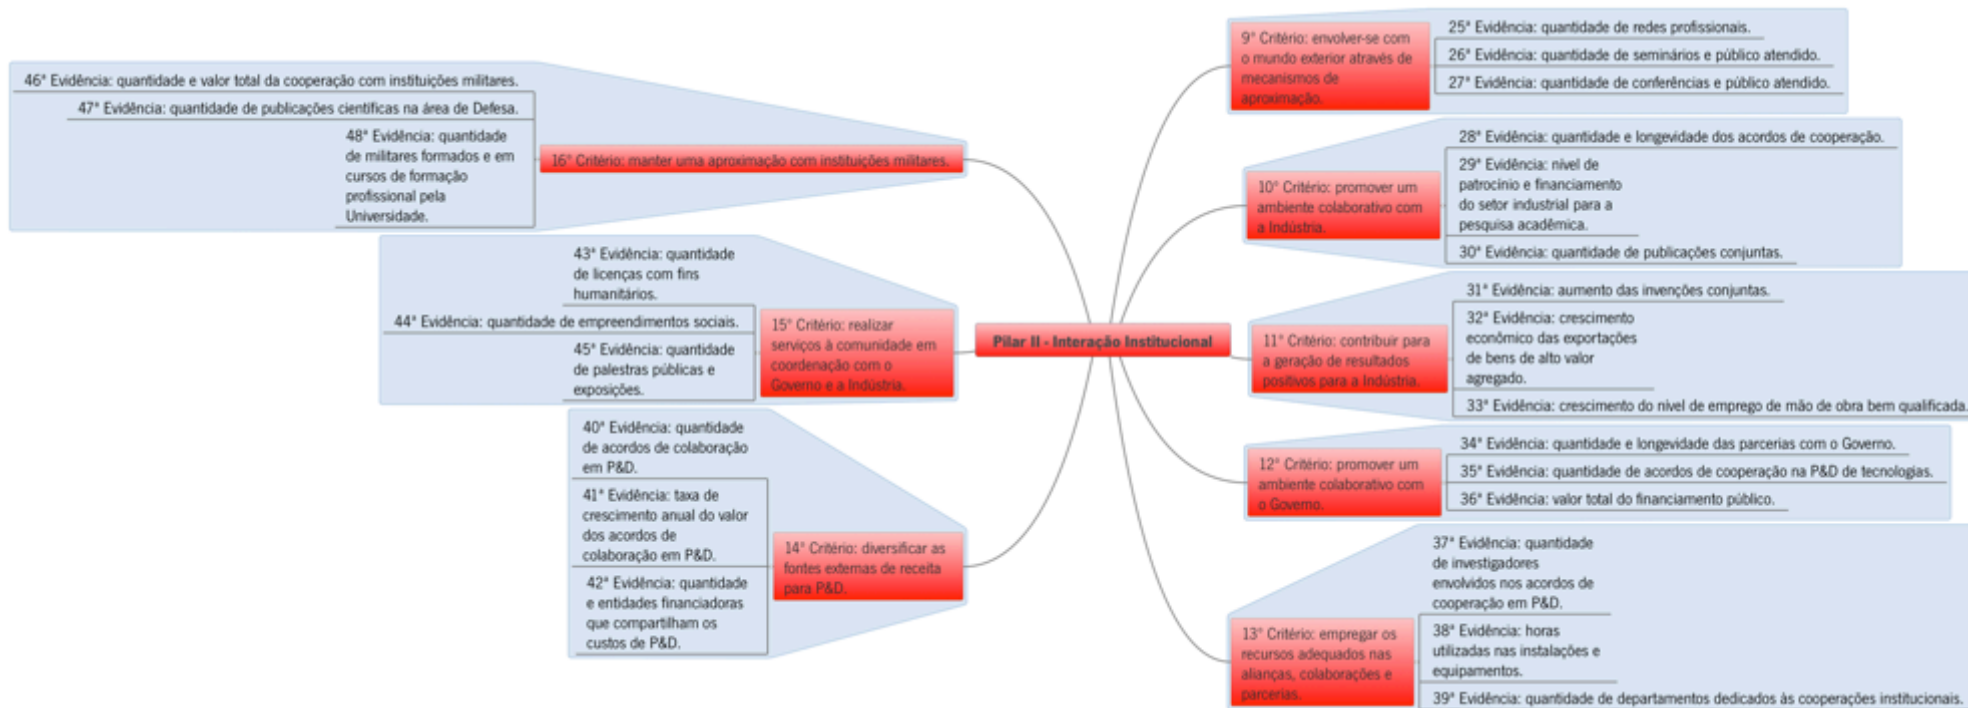 Pilar II - Interação Institucional
9° Critério: envolver-se com
o mundo exterior através de
mecanismos de
aproximação.
25ª Evidência: quantidade de redes profissionais.
26ª Evidência: quantidade de seminários e público atendido.
27ª Evidência: quantidade de conferências e público atendido.
10° Critério: promover um
ambiente colaborativo com
a Indústria.
28ª Evidência: quantidade e longevidade dos acordos de cooperação.
29ª Evidência: nível de
patrocínio e financiamento
do setor industrial para a
pesquisa acadêmica.
30ª Evidência: quantidade de publicações conjuntas.
11° Critério: contribuir para
a geração de resultados
positivos para a Indústria.
31ª Evidência: aumento das invenções conjuntas.
32ª Evidência: crescimento
econômico das exportações
de bens de alto valor
agregado.
33ª Evidência: crescimento do nível de emprego de mão de obra bem qualificada.
12° Critério: promover um
ambiente colaborativo com
o Governo.
34ª Evidência: quantidade e longevidade das parcerias com o Governo.
35ª Evidência: quantidade de acordos de cooperação na P&D de tecnologias.
36ª Evidência: valor total do financiamento público.
13° Critério: empregar os
recursos adequados nas
alianças, colaborações e
parcerias.
37ª Evidência: quantidade
de investigadores
envolvidos nos acordos de
cooperação em P&D.
38ª Evidência: horas
utilizadas nas instalações e
equipamentos.
39ª Evidência: quantidade de departamentos dedicados às cooperações institucionais.
14° Critério: diversificar as
fontes externas de receita
para P&D.
40ª Evidência: quantidade
de acordos de colaboração
em P&D.
41ª Evidência: taxa de
crescimento anual do valor
dos acordos de
colaboração em P&D.
42ª Evidência: quantidade
e entidades financiadoras
que compartilham os
custos de P&D.
15° Critério: realizar
serviços à comunidade em
coordenação com o
Governo e a Indústria.
43ª Evidência: quantidade
de licenças com fins
humanitários.
44ª Evidência: quantidade de empreendimentos sociais.
45ª Evidência: quantidade
de palestras públicas e
exposições.
16° Critério: manter uma aproximação com instituições militares.
46ª Evidência: quantidade e valor total da cooperação com instituições militares.
47ª Evidência: quantidade de publicações científicas na área de Defesa.
48ª Evidência: quantidade
de militares formados e em
cursos de formação
profissional pela
Universidade.